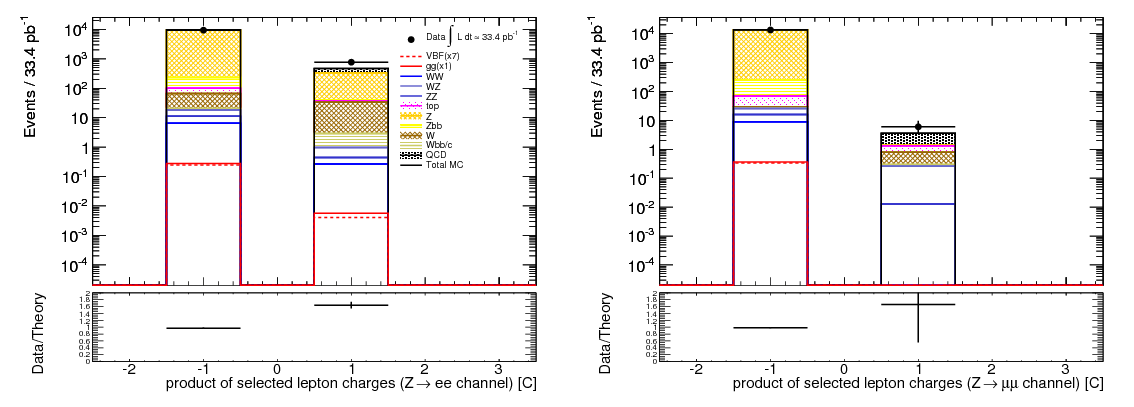 Events / 33.4 pb⁻¹
10⁴
10³
10²
10
1
10⁻¹
10⁻²
10⁻³
10⁻⁴
Data ∫ L dt ≃ 33.4 pb⁻¹
VBF(x7)
gg(x1)
WW
WZ
ZZ
top
Z
Zbb
W
Wbb/c
QCD
Total MC
Data/Theory
2
1.8
1.6
1.4
1.2
1
0.8
0.6
0.4
0.2
0
-2 -1 0 1 2 3
product of selected lepton charges (Z→ ee channel) [C]
Events / 33.4 pb⁻¹
10⁴
10³
10²
10
1
10⁻¹
10⁻²
10⁻³
10⁻⁴
Data/Theory
2
1.8
1.6
1.4
1.2
1
0.8
0.6
0.4
0.2
0
-2 -1 0 1 2 3
product of selected lepton charges (Z→ μμ channel) [C]